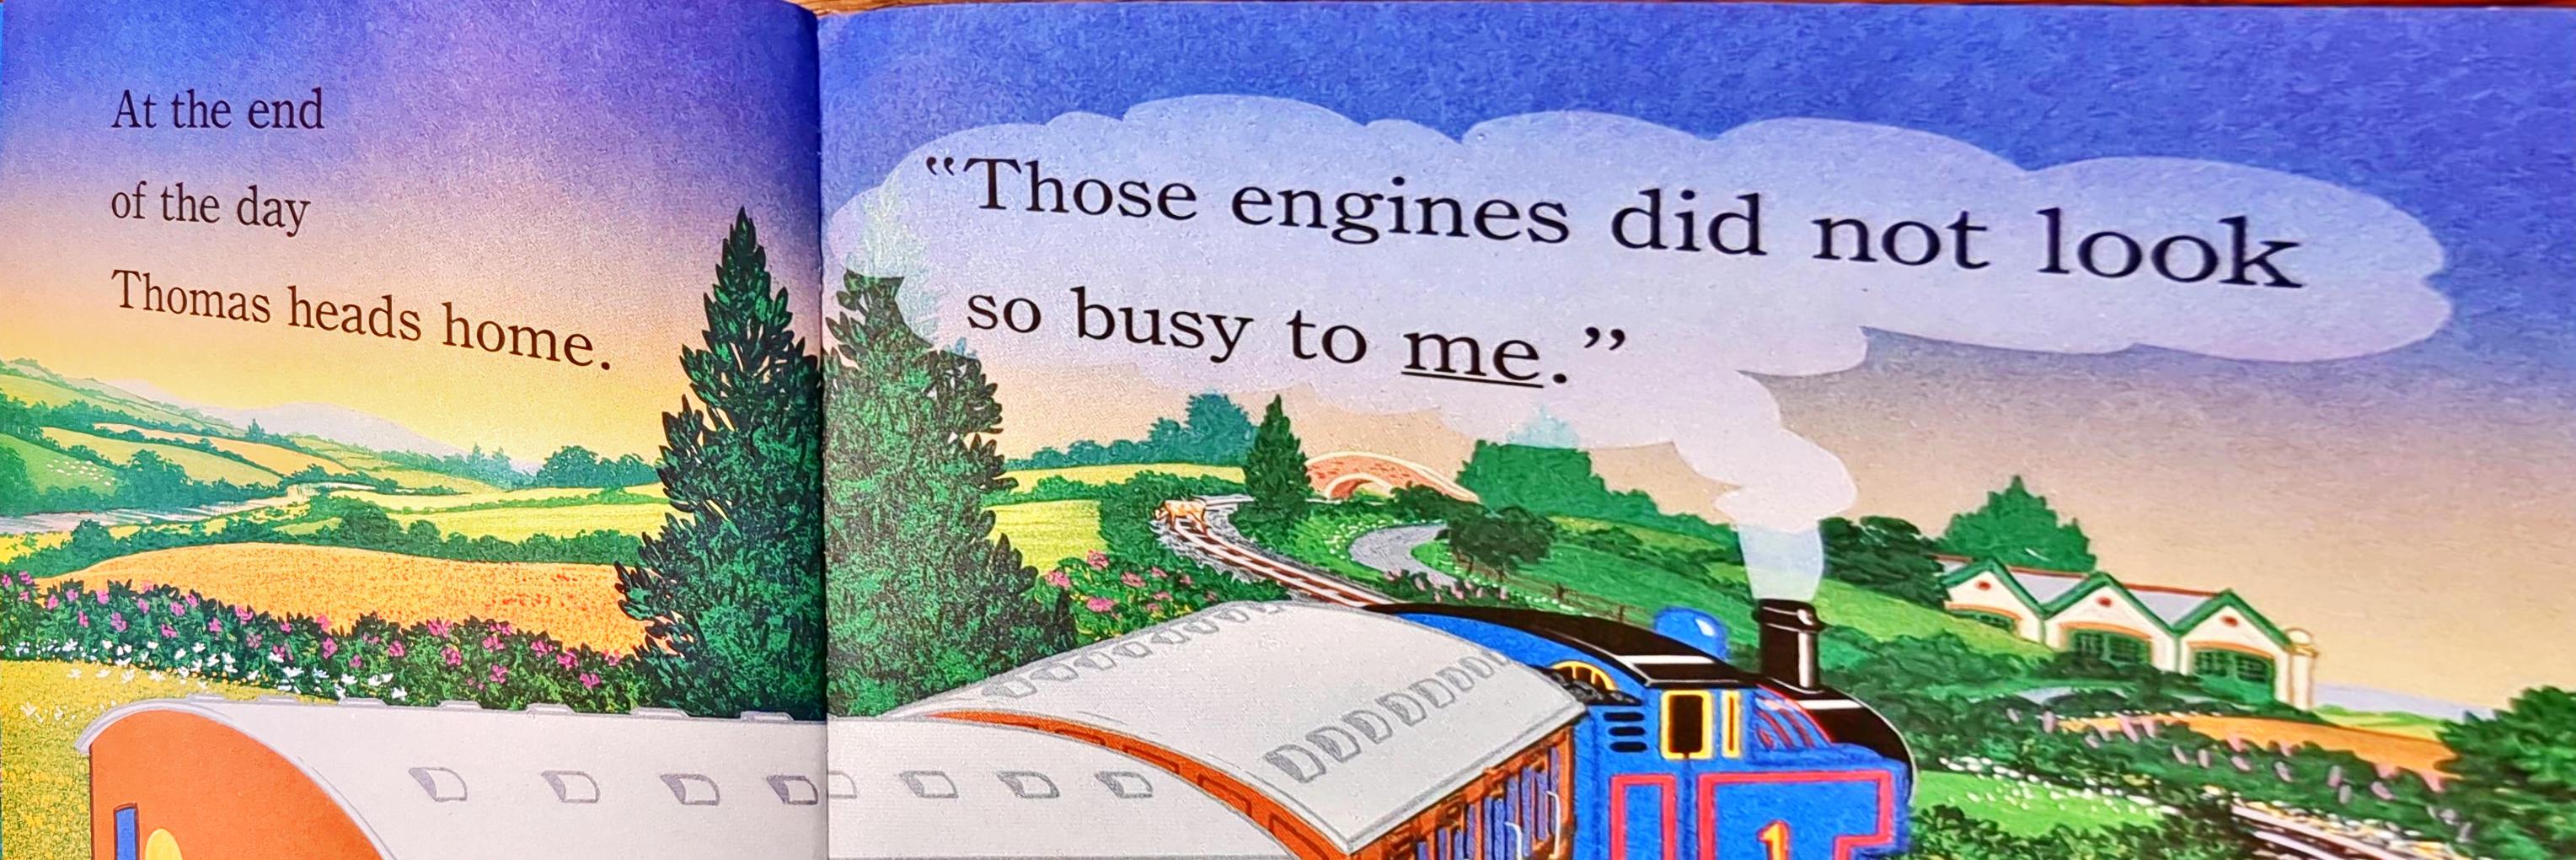 At the end
of the day
Thomas heads home.
“Those engines did not look
so busy to me.”
1